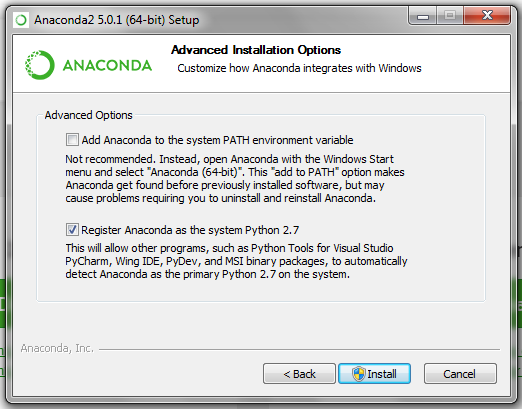 Anaconda2 5.0.1 (64-bit) Setup
ANACONDA
Advanced Installation Options
Customize how Anaconda integrates with Windows
Advanced Options
Add Anaconda to the system PATH environment variable
Not recommended. Instead, open Anaconda with the Windows Start
menu and select "Anaconda (64-bit)". This "add to PATH" option makes
Anaconda get found before previously installed software, but may
cause problems requiring you to uninstall and reinstall Anaconda.
Register Anaconda as the system Python 2.7
This will allow other programs, such as Python Tools for Visual Studio
PyCharm, Wing IDE, PyDev, and MSI binary packages, to automatically
detect Anaconda as the primary Python 2.7 on the system.
Anaconda, Inc.
< Back
Install
Cancel